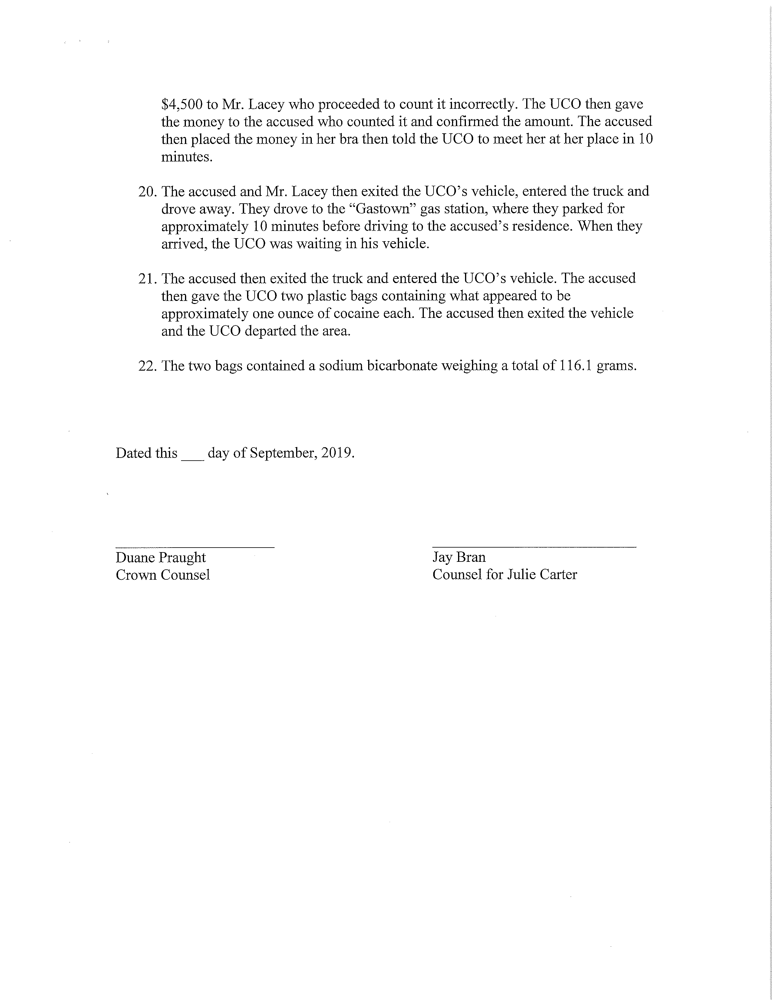 $4,500 to Mr. Lacey who proceeded to count it incorrectly. The UCO then gave
the money to the accused who counted it and confirmed the amount. The accused
then placed the money in her bra then told the UCO to meet her at her place in 10
minutes.
20. The accused and Mr. Lacey then exited the UCO’s vehicle, entered the truck and
drove away. They drove to the “Gastown” gas station, where they parked for
approximately 10 minutes before driving to the accused’s residence. When they
arrived, the UCO was waiting in his vehicle.
21. The accused then exited the truck and entered the UCO’s vehicle. The accused
then gave the UCO two plastic bags containing what appeared to be
approximately one ounce of cocaine each. The accused then exited the vehicle
and the UCO departed the area.
22. The two bags contained a sodium bicarbonate weighing a total of 116.1 grams.
Dated this ___ day of September, 2019.
Duane Praught
Crown Counsel
Jay Bran
Counsel for Julie Carter